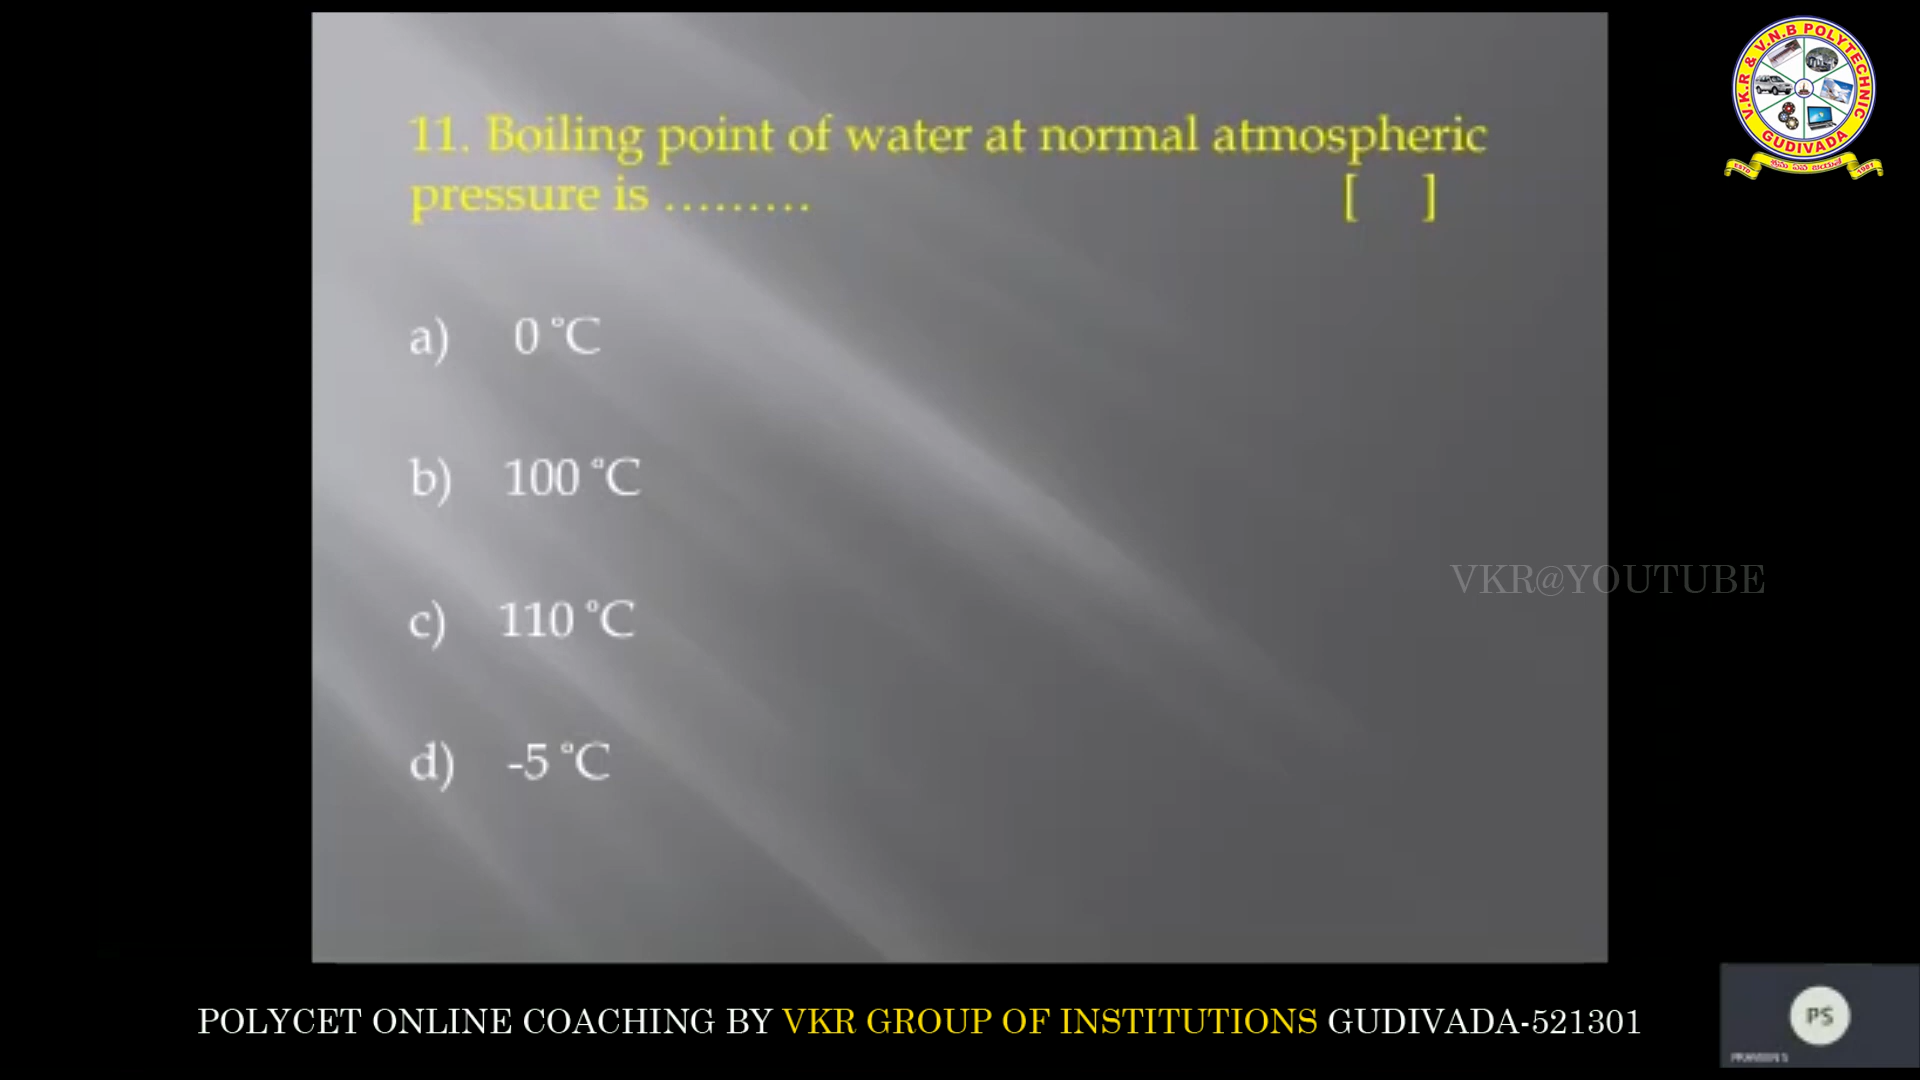 11. Boiling point of water at normal atmospheric
pressure is ......... [ ]
a) 0 °C
b) 100 °C
c) 110 °C
d) -5 °C
V.K.R & V.N.B POLYTECHNIC
GUDIVADA
VKR@YOUTUBE
POLYCET ONLINE COACHING BY VKR GROUP OF INSTITUTIONS GUDIVADA-521301
PS